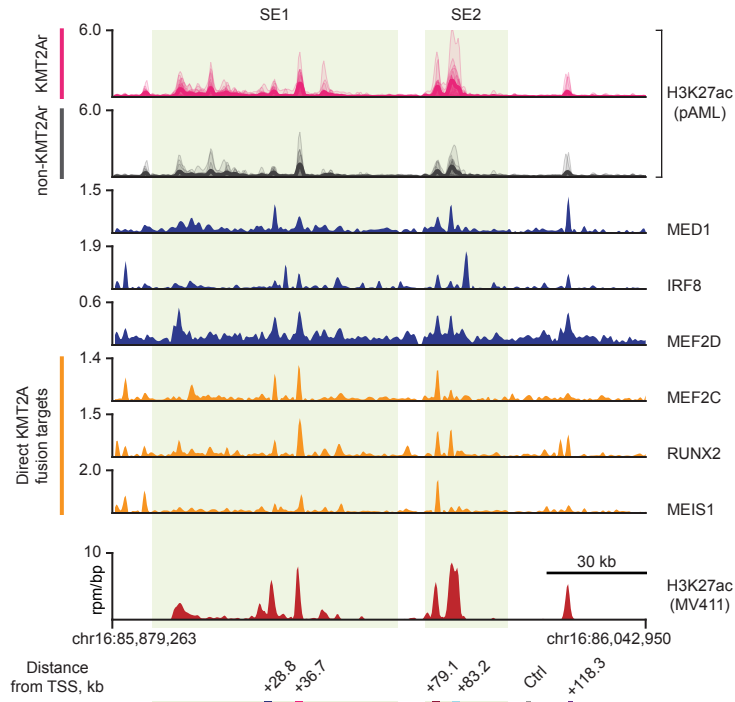 SE1 SE2
6.0
KMT2Ar
6.0
non-KMT2Ar
H3K27ac
(pAML)
1.5
MED1
1.9
IRF8
0.6
MEF2D
1.4
MEF2C
1.5
RUNX2
2.0
MEIS1
Direct KMT2A
fusion targets
10
rpm/bp
30 kb
H3K27ac
(MV411)
chr16:85,879,263 chr16:86,042,950
Distance
from TSS, kb
+28.8 +36.7 +79.1 +83.2 Ctrl +118.3